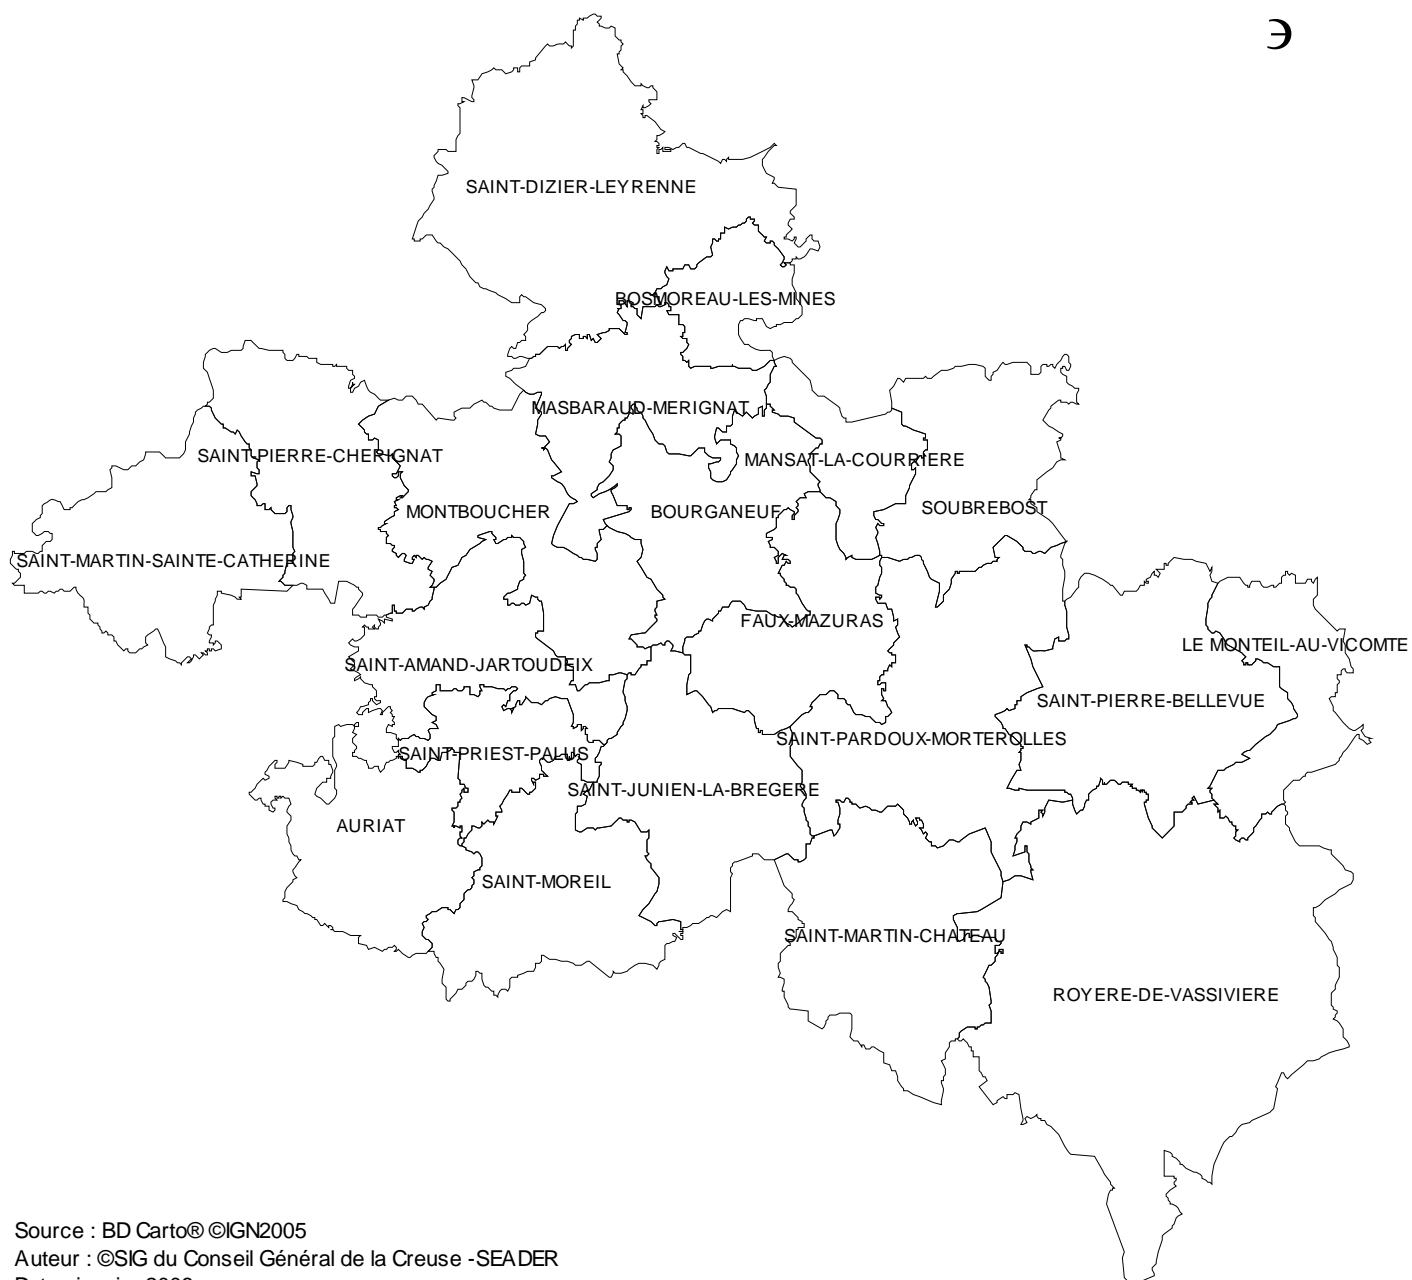 SAINT-DIZIER-LEYRENNE
BOSMOREAU-LES-MINES
MASBARAUD-MERIGNAT
SAINT-PIERRE-CHERIGNAT
MANSAT-LA-COURRIERE
MONTBOUCHER
BOURGANEUF
SOUBREBOST
SAINT-MARTIN-SAINTE-CATHERINE
FAUX-MAZURAS
LE MONTEIL-AU-VICOMTE
SAINT-AMAND-JARTOUDEIX
SAINT-PIERRE-BELLEVUE
SAINT-PARDOUX-MORTEROLLES
SAINT-PRIEST-PALUS
SAINT-JUNIEN-LA-BREGERE
AURIAT
SAINT-MOREIL
SAINT-MARTIN-CHATEAU
ROYERE-DE-VASSIVIERE
Source : BD Carto® ©IGN2005
Auteur : ©SIG du Conseil Général de la Creuse -SEADER